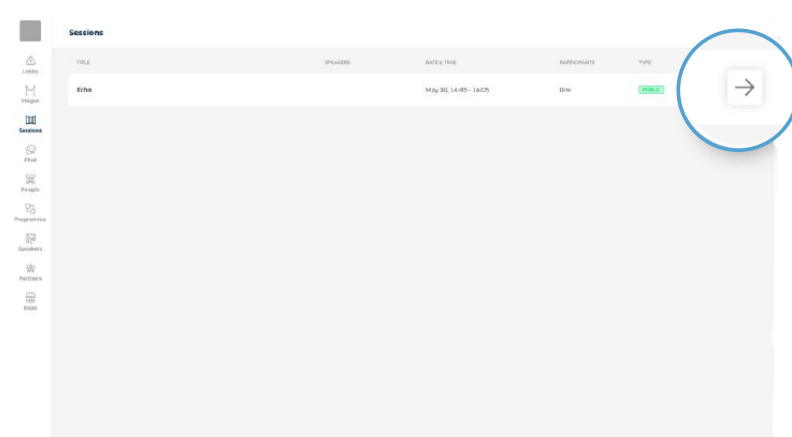 Sessions
TITLE SPEAKERS DATE & TIME PARTICIPANTS TYPE
Echo May 30, 14:05 - 16:05 PUBLIC
Lobby
Stages
Sessions
Chat
People
Programme
Speakers
Partners
Expo